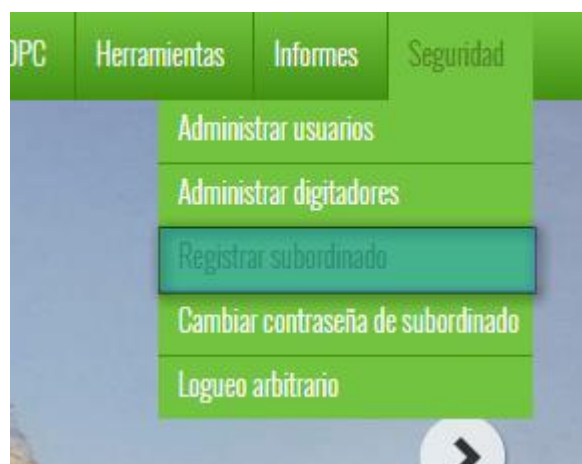 Herramientas Informes Seguridad
Administrar usuarios
Administrar digitadores
Registrar subordinado
Cambiar contraseña de subordinado
Logueo arbitrario